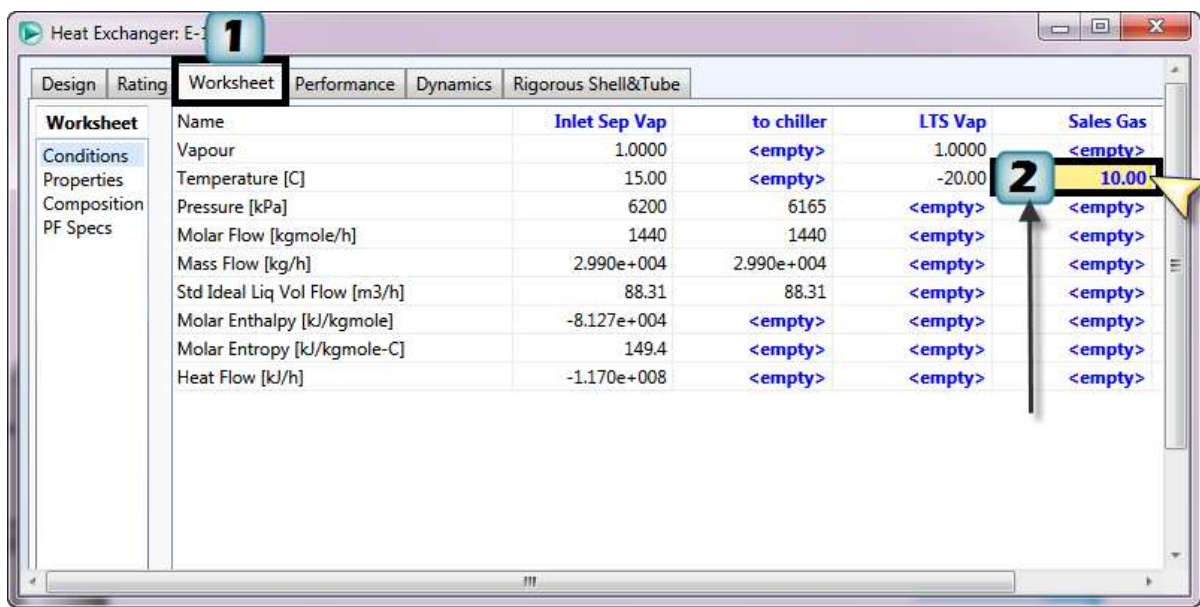 Heat Exchanger: E-1
1
Design Rating Worksheet Performance Dynamics Rigorous Shell&Tube
Worksheet
Conditions
Properties
Composition
PF Specs
Name Inlet Sep Vap to chiller LTS Vap Sales Gas
Vapour 1.0000 <empty> 1.0000 <empty>
Temperature [C] 15.00 <empty> -20.00 2 10.00
Pressure [kPa] 6200 6165 <empty> <empty>
Molar Flow [kgmole/h] 1440 1440 <empty> <empty>
Mass Flow [kg/h] 2.990e+004 2.990e+004 <empty> <empty>
Std Ideal Liq Vol Flow [m3/h] 88.31 88.31 <empty> <empty>
Molar Enthalpy [kJ/kgmole] -8.127e+004 <empty> <empty> <empty>
Molar Entropy [kJ/kgmole-C] 149.4 <empty> <empty> <empty>
Heat Flow [kJ/h] -1.170e+008 <empty> <empty> <empty>